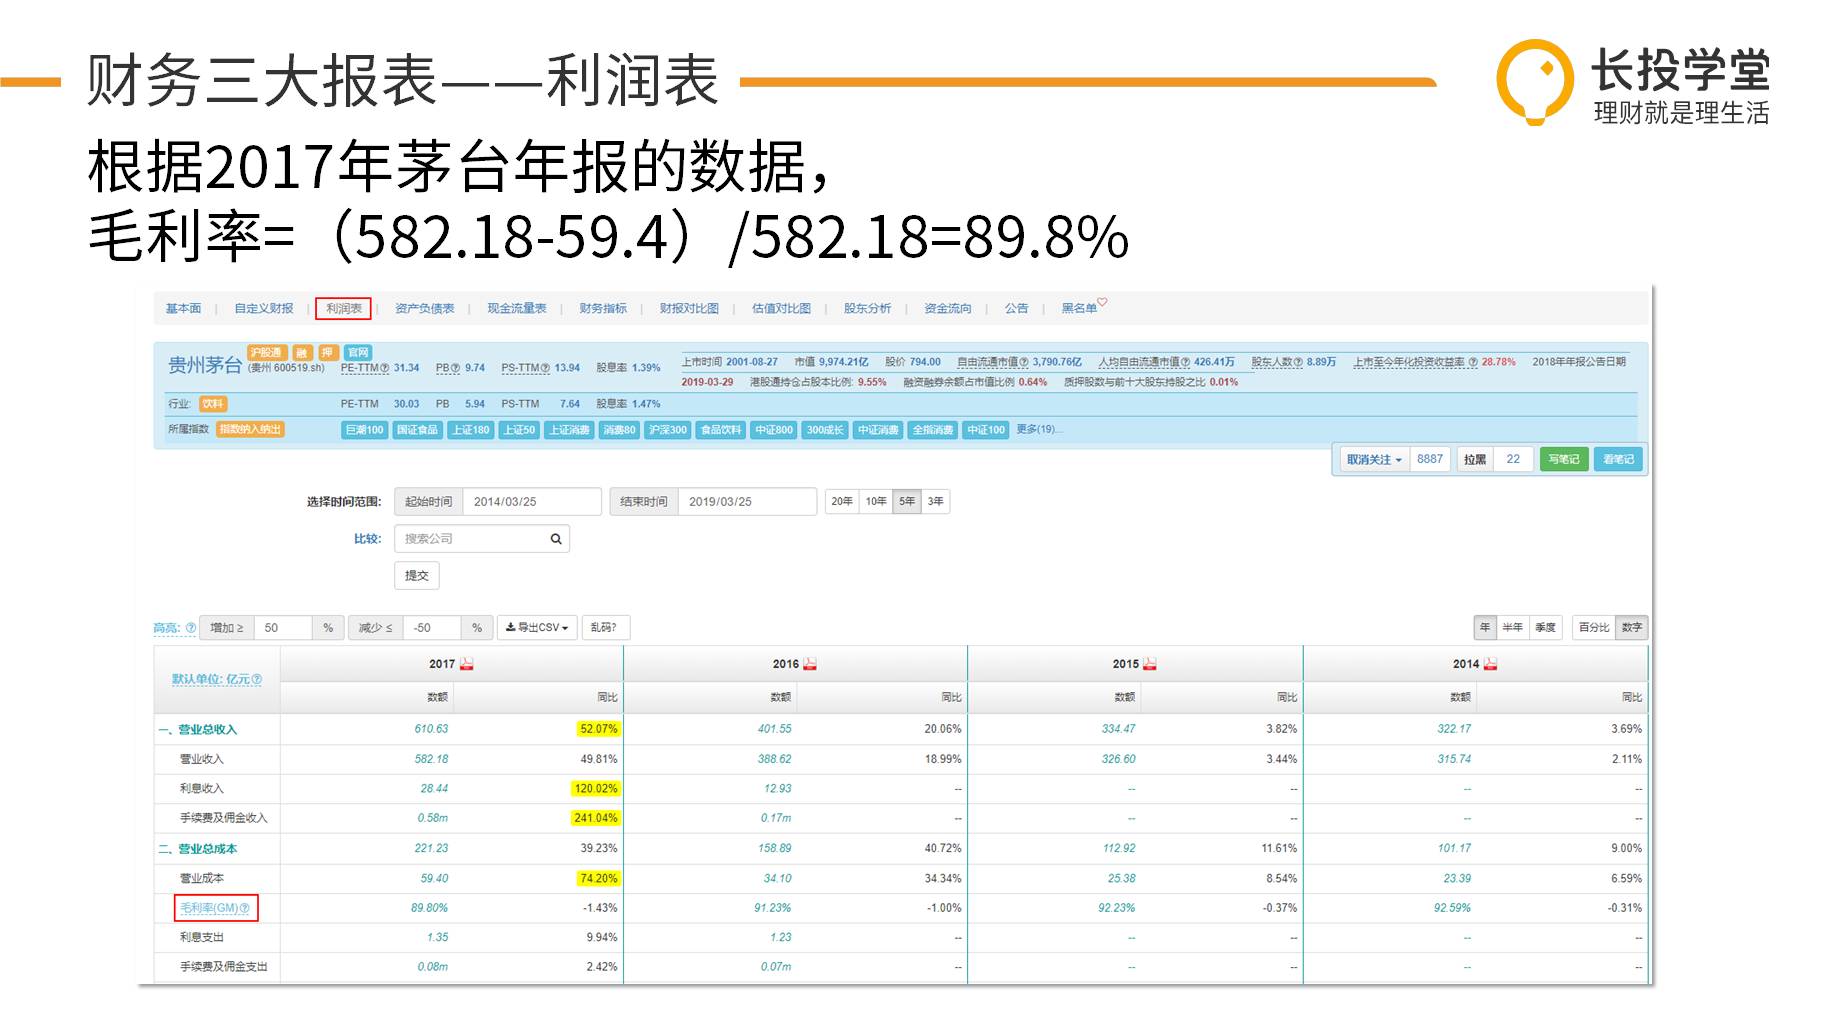 财务三大报表——利润表
长投学堂
理财就是理生活
根据2017年茅台年报的数据，
毛利率=（582.18-59.4）/582.18=89.8%
基本面 | 自定义财报 | 利润表 | 资产负债表 | 现金流量表 | 财务指标 | 财报对比图 | 估值对比图 | 股东分析 | 资金流向 | 公告 | 黑名单
贵州茅台 沪股通 融 押 官网
(贵州 600519.sh) PE-TTM 31.34 PB 9.74 PS-TTM 13.94 股息率 1.39%
上市时间 2001-08-27 市值 9,974.21亿 股价 794.00 自由流通市值 3,790.76亿 人均自由流通市值 426.41万 股东人数 8.89万 上市至今年化投资收益率 28.78% 2018年年报公告日期
2019-03-29 港股通持仓占股本比例: 9.55% 融资融券余额占市值比例 0.64% 质押股数与前十大股东持股之比 0.01%
行业: 饮料 PE-TTM 30.03 PB 5.94 PS-TTM 7.64 股息率 1.47%
所属指数 指数纳入纳出 巨潮100 国证食品 上证180 上证50 上证消费 消费80 沪深300 食品饮料 中证800 300成长 中证消费 全指消费 中证100 更多(19)...
取消关注 8887 拉黑 22 写笔记 看笔记
选择时间范围: 起始时间 2014/03/25 结束时间 2019/03/25 20年 10年 5年 3年
比较: 搜索公司
提交
高亮: ? 增加 ≥ 50 % 减少 ≤ -50 % 导出CSV 乱码? 年 半年 季度 百分比 数字
默认单位: 亿元? 2017 2016 2015 2014
数额 同比 数额 同比 数额 同比 数额 同比
一、营业总收入 610.63 52.07% 401.55 20.06% 334.47 3.82% 322.17 3.69%
营业收入 582.18 49.81% 388.62 18.99% 326.60 3.44% 315.74 2.11%
利息收入 28.44 120.02% 12.93 -- -- -- -- --
手续费及佣金收入 0.58m 241.04% 0.17m -- -- -- -- --
二、营业总成本 221.23 39.23% 158.89 40.72% 112.92 11.61% 101.17 9.00%
营业成本 59.40 74.20% 34.10 34.34% 25.38 8.54% 23.39 6.59%
毛利率(GM)? 89.80% -1.43% 91.23% -1.00% 92.23% -0.37% 92.59% -0.31%
利息支出 1.35 9.94% 1.23 -- -- -- -- --
手续费及佣金支出 0.08m 2.42% 0.07m -- -- -- -- --